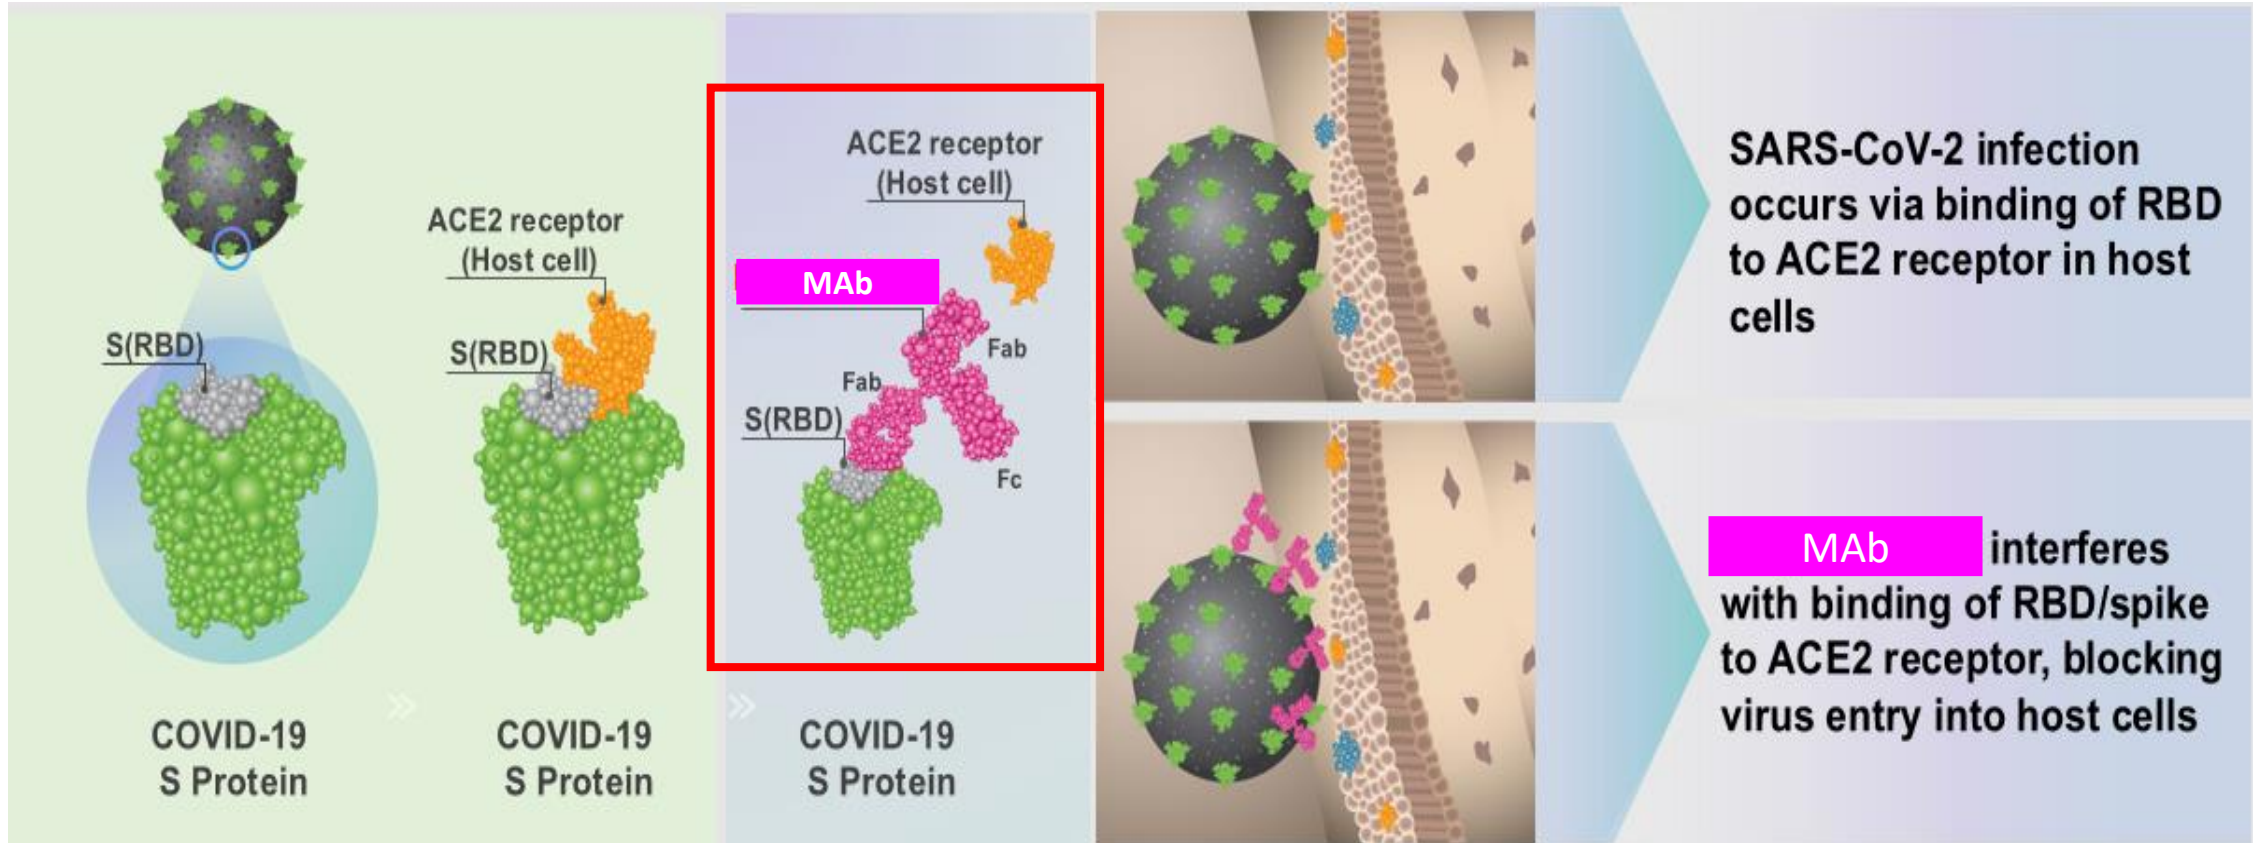 S(RBD)
COVID-19
S Protein
ACE2 receptor
(Host cell)
S(RBD)
COVID-19
S Protein
ACE2 receptor
(Host cell)
MAb
Fab
Fab
S(RBD)
Fc
COVID-19
S Protein
SARS-CoV-2 infection
occurs via binding of RBD
to ACE2 receptor in host
cells
MAb interferes
with binding of RBD/spike
to ACE2 receptor, blocking
virus entry into host cells